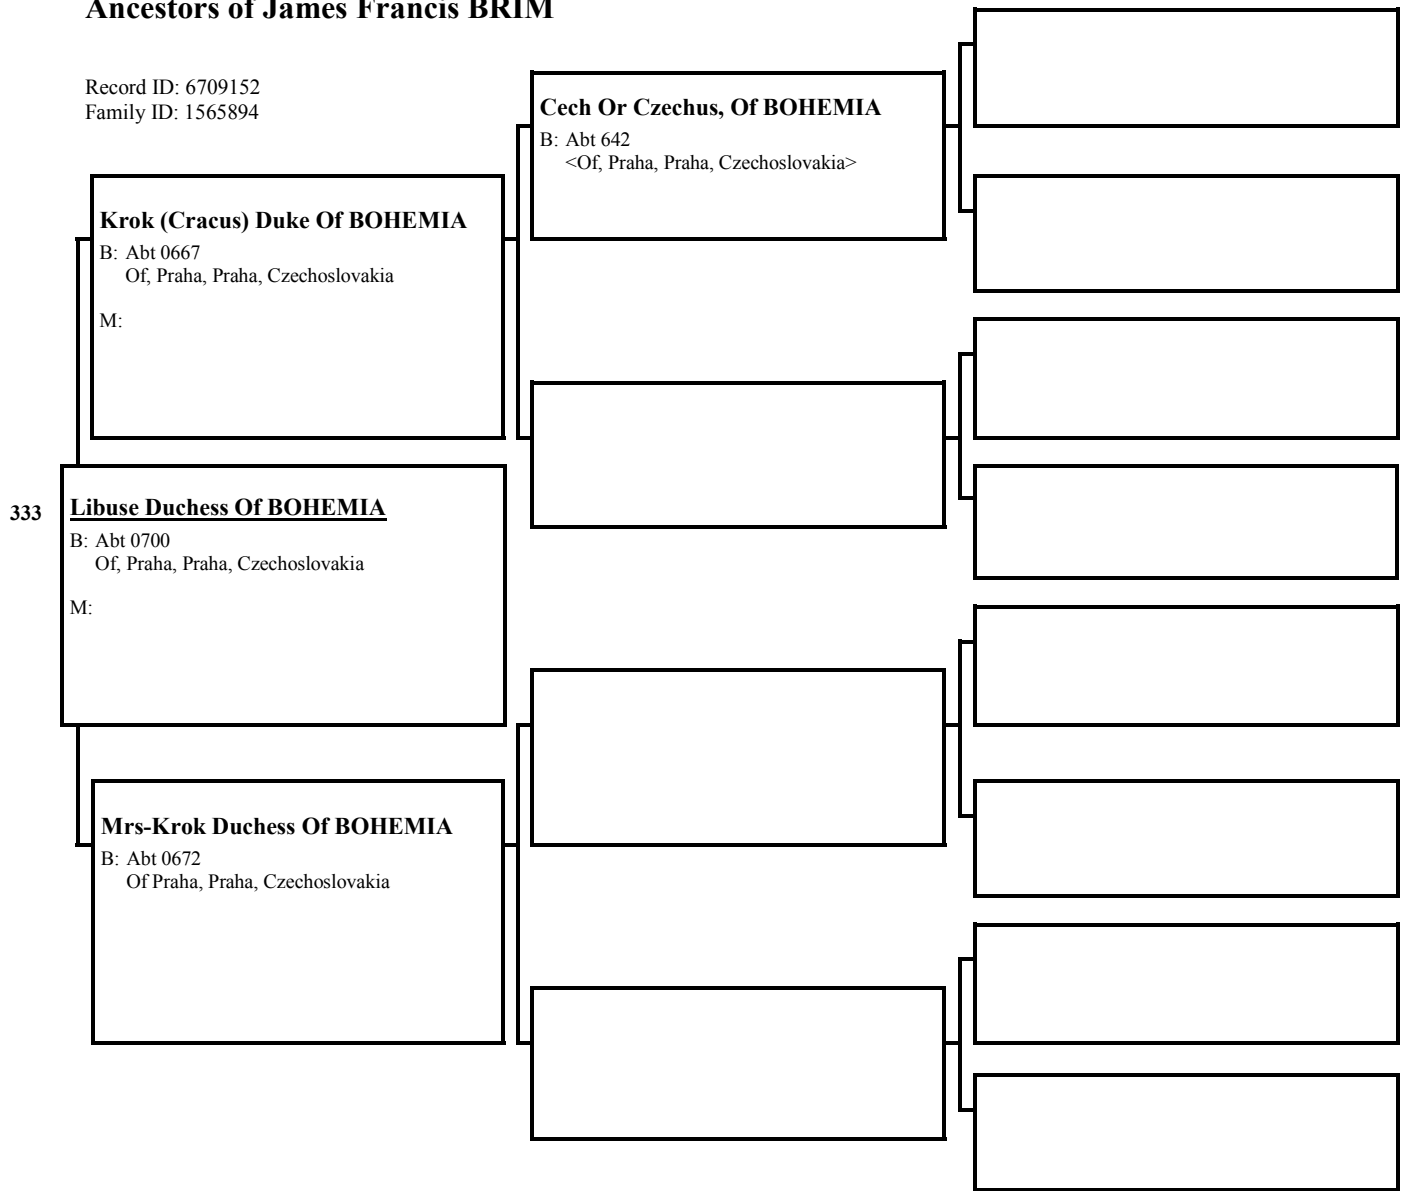 Ancestors of James Francis BRIM
Record ID: 6709152
Family ID: 1565894
Cech Or Czechus, Of BOHEMIA
B: Abt 642
<Of, Praha, Praha, Czechoslovakia>
Krok (Cracus) Duke Of BOHEMIA
B: Abt 0667
Of, Praha, Praha, Czechoslovakia
M:
333
Libuse Duchess Of BOHEMIA
B: Abt 0700
Of, Praha, Praha, Czechoslovakia
M:
Mrs-Krok Duchess Of BOHEMIA
B: Abt 0672
Of Praha, Praha, Czechoslovakia